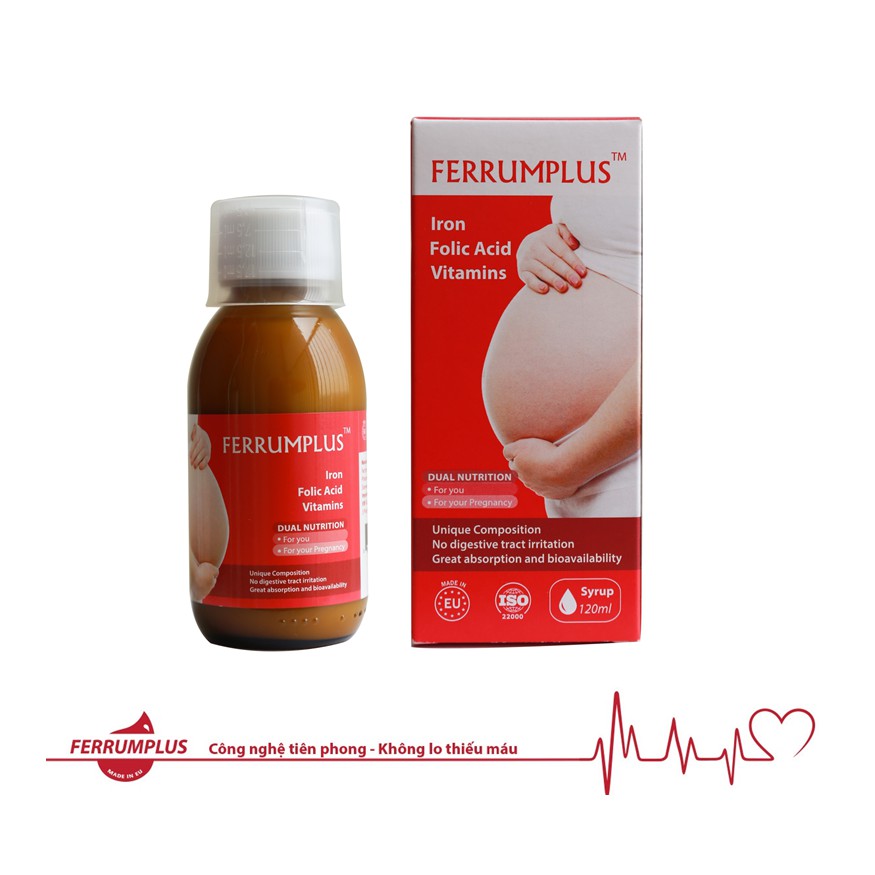 FERRUMPLUS™
Iron
Folic Acid
Vitamins
DUAL NUTRITION
• For you
• For your Pregnancy
Unique Composition
No digestive tract irritation
Great absorption and bioavailability
MADE IN
EU
ISO
22000
Syrup
120ml
FERRUMPLUS™
Iron
Folic Acid
Vitamins
DUAL NUTRITION
• For you
• For your Pregnancy
Unique Composition
No digestive tract irritation
Great absorption and bioavailability
FERRUMPLUS
MADE IN EU
Công nghệ tiên phong - Không lo thiếu máu